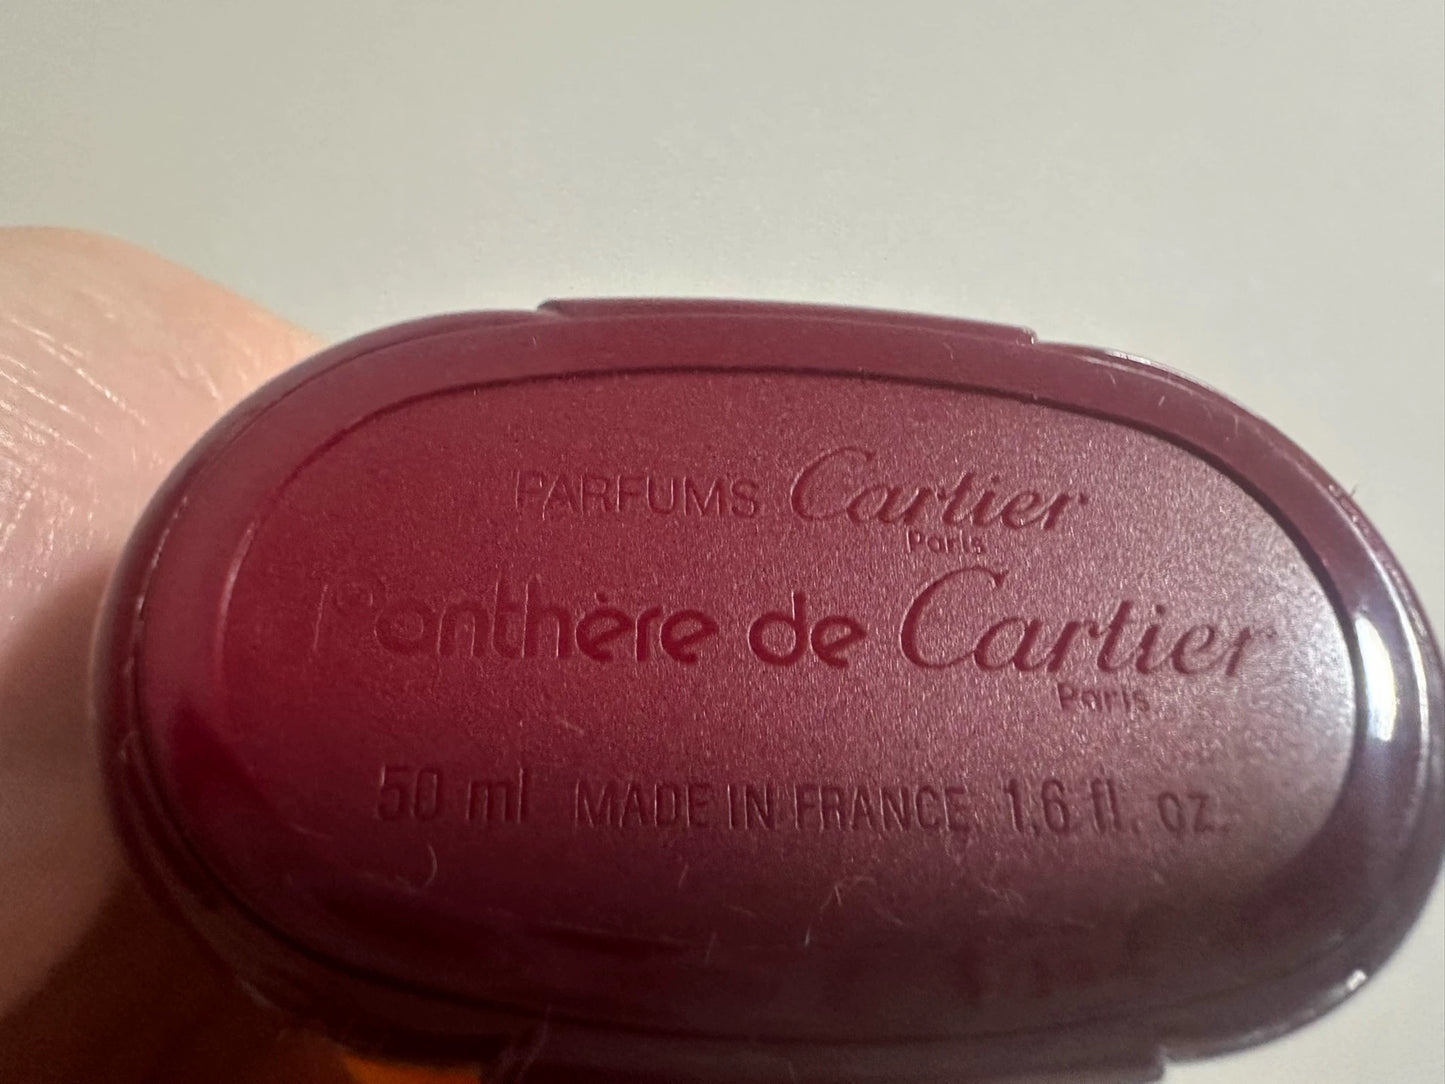 PARFUMS Cartier
Paris
Panthère de Cartier
Paris
50 ml MADE IN FRANCE 1.6 fl. oz.